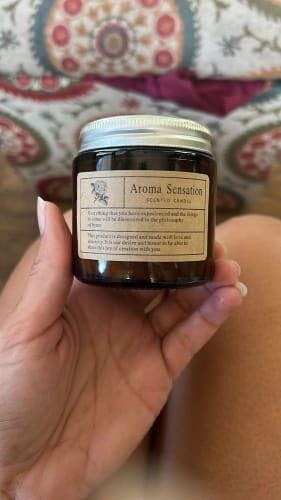 Aroma Sensation
SCENTED CANDLE
Everything that you have experienced and the things
to come will be discovered in the philosophy
of
This product is designed and made with love and
It is our desire and honor to be able to
share this joy of creation with you.